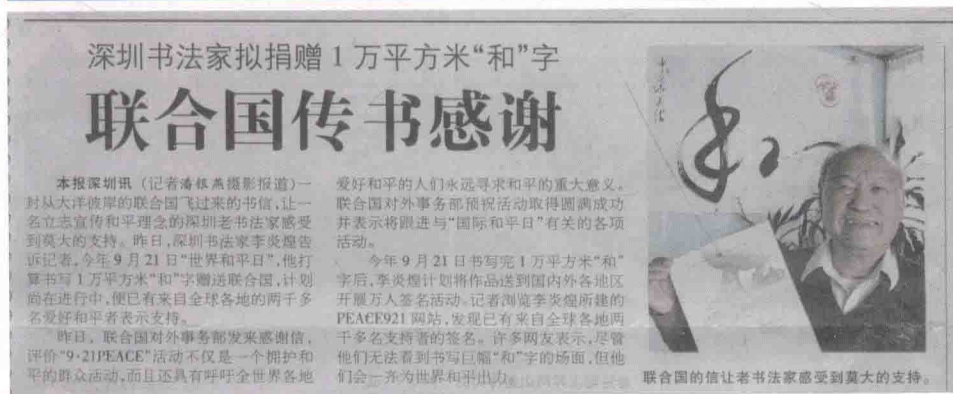 深圳书法家拟捐赠1万平方米“和”字
联合国传书感谢
本报深圳讯（记者潘银燕摄影报道）一
封从大洋彼岸的联合国飞过来的书信，让一
名立志宣传和平理念的深圳老书法家感受
到莫大的支持。昨日，深圳书法家李炎煌告
诉记者，今年9月21日“世界和平日”，他打
算书写1万平方米“和”字赠送联合国，计划
尚在进行中，便已有来自全球各地的两千多
名爱好和平者表示支持。
昨日，联合国对外事务部发来感谢信，
评价“9·21PEACE”活动不仅是一个拥护和
平的群众活动，而且还具有呼吁全世界各地
爱好和平的人们永远寻求和平的重大意义。
联合国对外事务部预祝活动取得圆满成功
并表示将跟进与“国际和平日”有关的各项
活动。
今年9月21日书写完1万平方米“和”
字后，李炎煌计划将作品送到国内外各地区
开展万人签名活动。记者浏览李炎煌所建的
PEACE921网站，发现已有来自全球各地两
千多名支持者的签名。许多网友表示，尽管
他们无法看到书写巨幅“和”字的场面，但他
们会一齐为世界和平出力。
和
联合国的信让老书法家感受到莫大的支持。